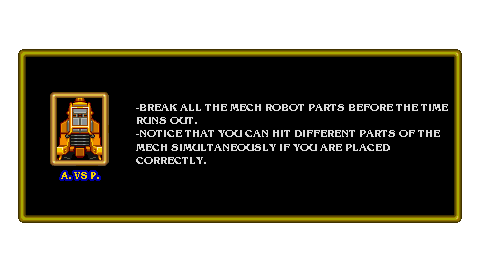 -BREAK ALL THE MECH ROBOT PARTS BEFORE THE TIME
RUNS OUT.
-NOTICE THAT YOU CAN HIT DIFFERENT PARTS OF THE
MECH SIMULTANEOUSLY IF YOU ARE PLACED
CORRECTLY.
A. VS P.